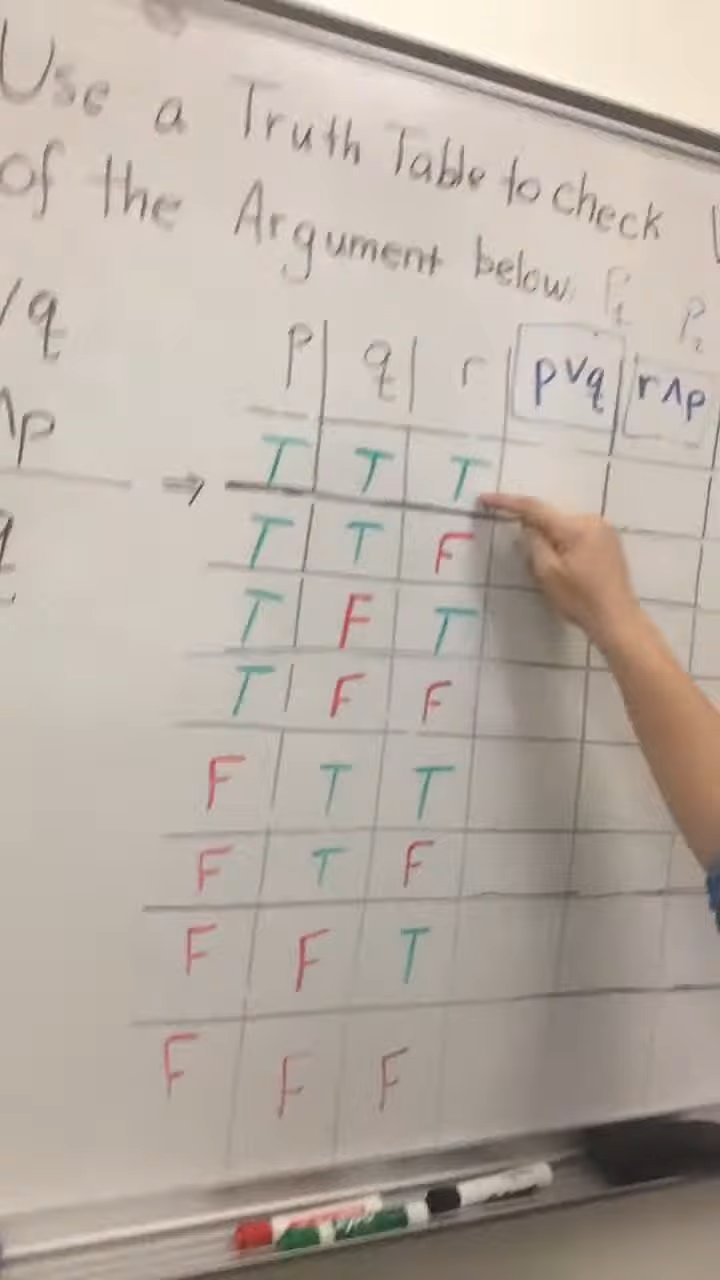 Use a Truth Table to check
of the Argument below. P₁ P₂
∨q
∧p
q
p q r p∨q r∧p
T T T
T T F
T F T
T F F
F T T
F T F
F F T
F F F